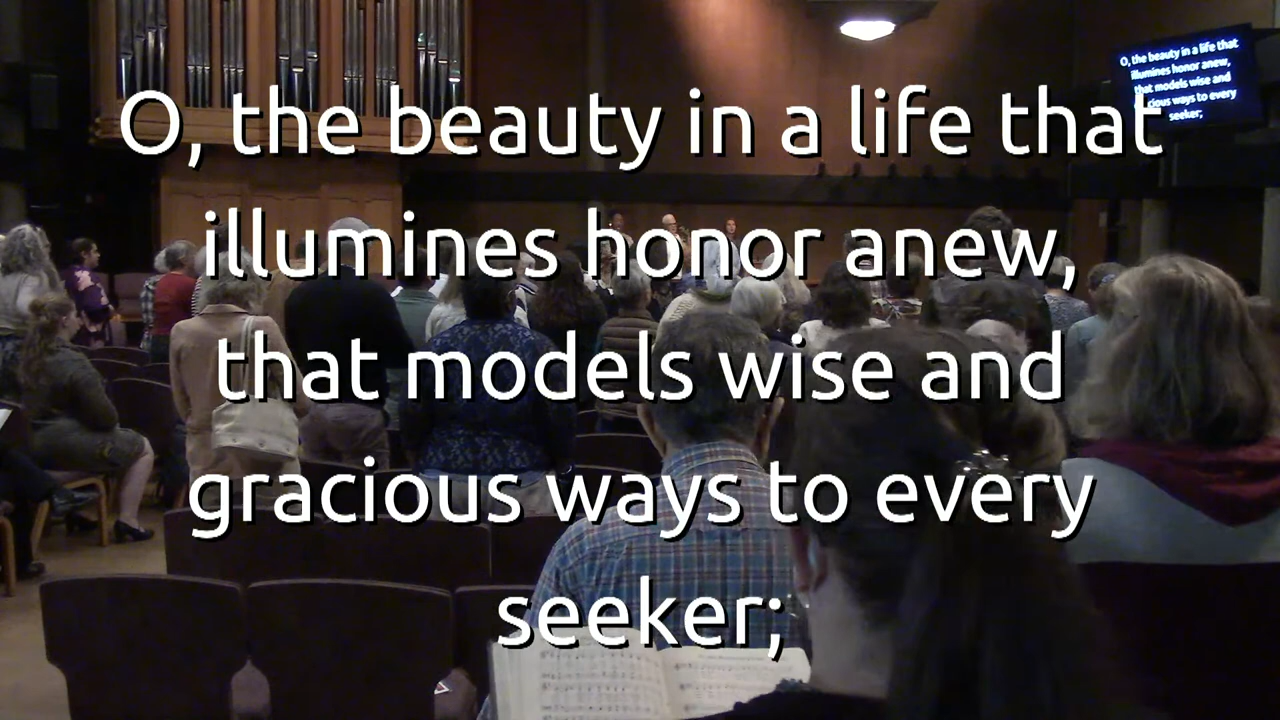 O, the beauty in a life that
illumines honor anew,
that models wise and
gracious ways to every
seeker;
O, the beauty in a life that
illumines honor anew,
that models wise and
cious ways to every
seeker;